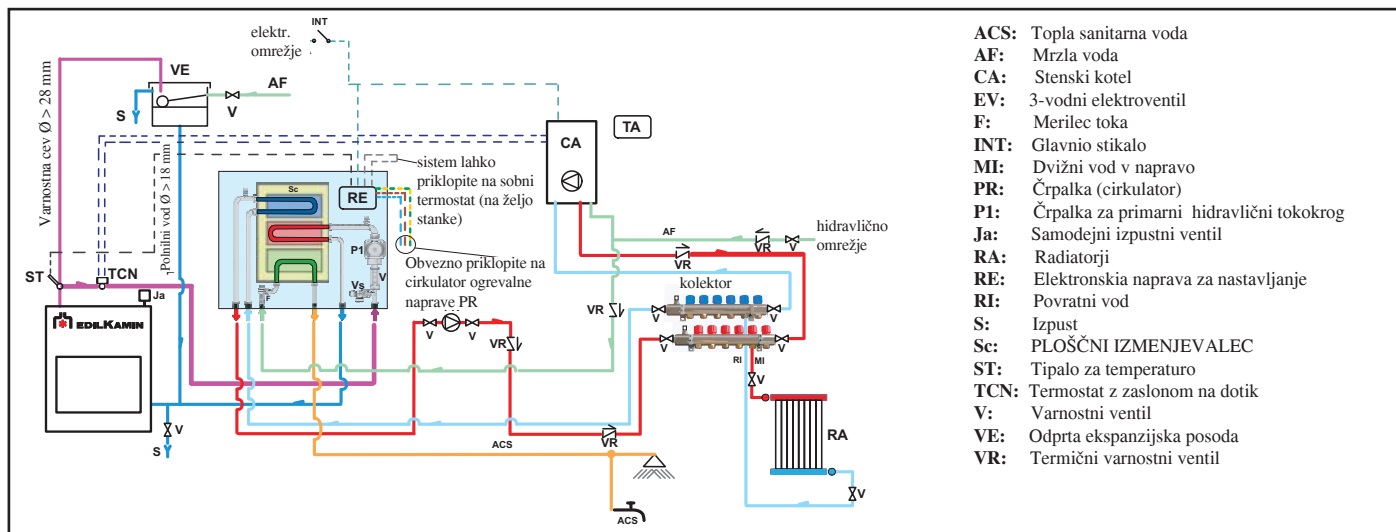 INT
elektr.
omrežje
VE
AF
S
V
Varnostna cev Ø > 28 mm
Polnilni vod Ø > 18 mm
CA
TA
sistem lahko
priklopite na sobni
termostat (na željo
stanke)
Sc
RE
P1
V
Vs
F
Obvezno priklopite na
cirkulator ogrevalne
naprave PR
hidravlično
omrežje
AF
VR
V
VR
ST
TCN
Ja
EDILKAMIN
kolektor
VR
V
V
V
V
VR
V
V
RI
MI
V
RA
V
V
S
ACS
VR
ACS
ACS: Topla sanitarna voda
AF: Mrzla voda
CA: Stenski kotel
EV: 3-vodni elektroventil
F: Merilec toka
INT: Glavnio stikalo
MI: Dvižni vod v napravo
PR: Črpalka (cirkulator)
P1: Črpalka za primarni hidravlični tokokrog
Ja: Samodejni izpustni ventil
RA: Radiatorji
RE: Elektronskia naprava za nastavljanje
RI: Povratni vod
S: Izpust
Sc: PLOŠČNI IZMENJEVALEC
ST: Tipalo za temperaturo
TCN: Termostat z zaslonom na dotik
V: Varnostni ventil
VE: Odprta ekspanzijska posoda
VR: Termični varnostni ventil